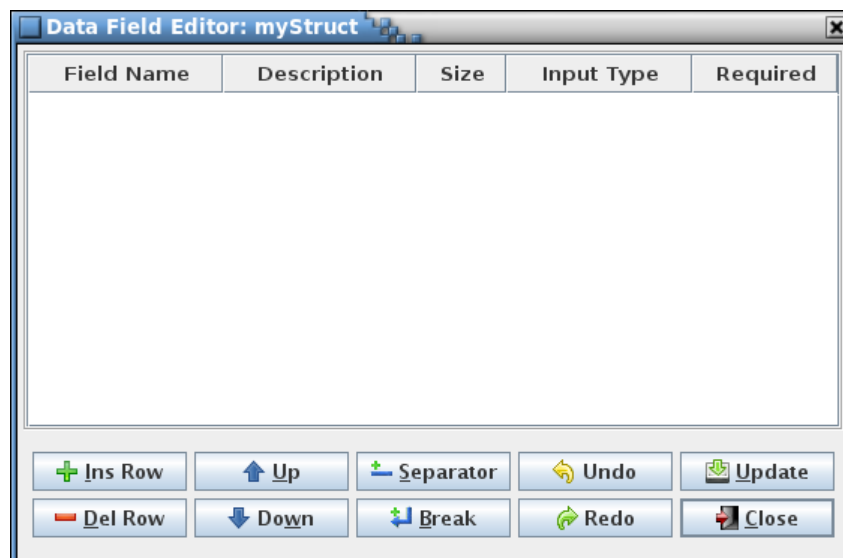 Data Field Editor: myStruct
Field Name Description Size Input Type Required
Ins Row Up Separator Undo Update
Del Row Down Break Redo Close